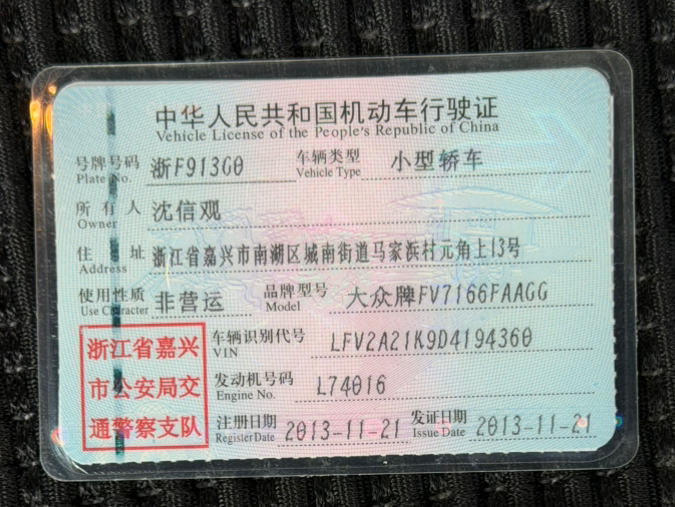 中华人民共和国机动车行驶证
Vehicle License of the People's Republic of China
号牌号码 浙F913G0 车辆类型 小型轿车
Plate No. Vehicle Type
所有人 沈信观
Owner
住址 浙江省嘉兴市南湖区城南街道马家浜村元角上13号
Address
使用性质 非营运 品牌型号 大众牌FV7166FAAGG
Use Character Model
浙江省嘉兴 车辆识别代号 LFV2A21K9D4194360
VIN
市公安局交 发动机号码 L74016
Engine No.
通警察支队 注册日期 2013-11-21 发证日期 2013-11-21
Register Date Issue Date